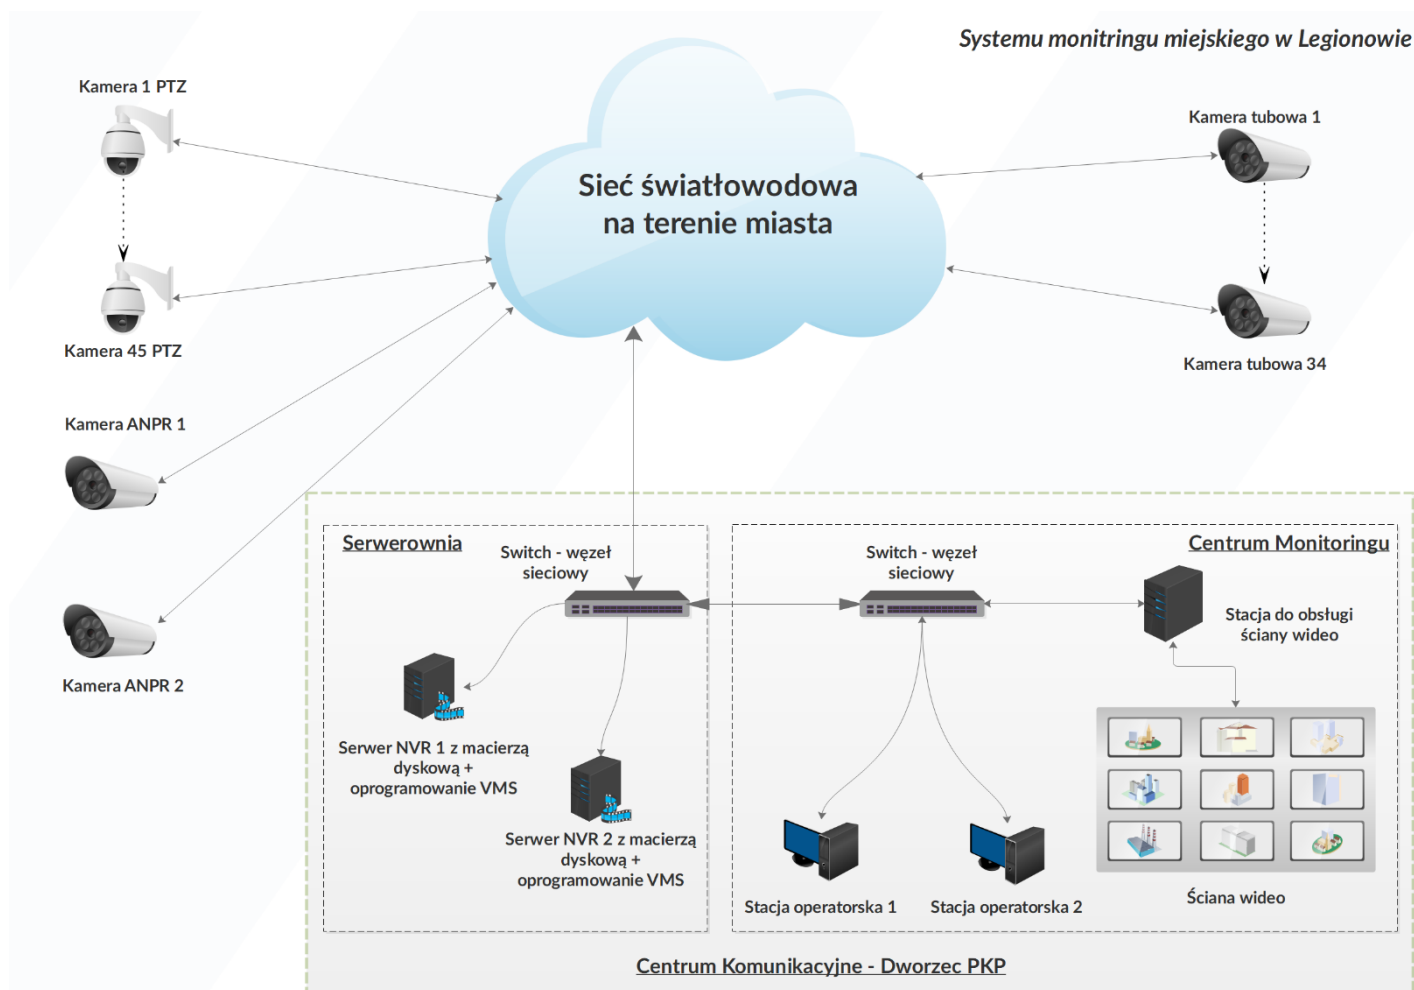 Systemu monitringu miejskiego w Legionowie
Kamera 1 PTZ
Kamera tubowa 1
Sieć światłowodowa
na terenie miasta
Kamera 45 PTZ
Kamera tubowa 34
Kamera ANPR 1
Kamera ANPR 2
Serwerownia
Switch - węzeł
sieciowy
Serwer NVR 1 z macierzą
dyskową +
oprogramowanie VMS
Serwer NVR 2 z macierzą
dyskową +
oprogramowanie VMS
Centrum Monitoringu
Switch - węzeł
sieciowy
Stacja do obsługi
ściany wideo
Stacja operatorska 1
Stacja operatorska 2
Ściana wideo
Centrum Komunikacyjne - Dworzec PKP